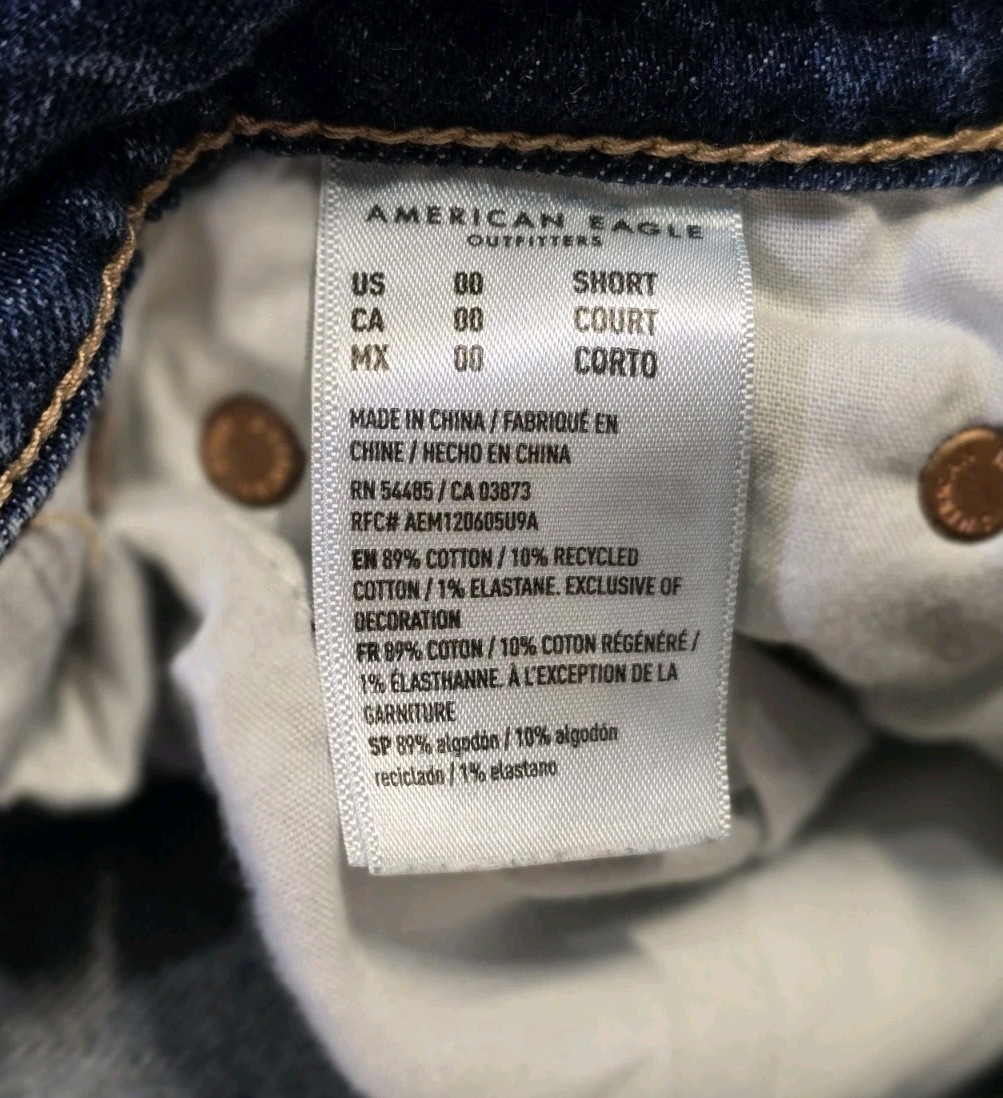 AMERICAN EAGLE
OUTFITTERS
US 00 SHORT
CA 00 COURT
MX 00 CORTO
MADE IN CHINA / FABRIQUÉ EN
CHINE / HECHO EN CHINA
RN 54485 / CA 03873
RFC# AEM120605U9A
EN 89% COTTON / 10% RECYCLED
COTTON / 1% ELASTANE. EXCLUSIVE OF
DECORATION
FR 89% COTON / 10% COTON RÉGÉNÉRÉ /
1% ÉLASTHANNE. À L'EXCEPTION DE LA
GARNITURE
SP 89% algodón / 10% algodón
reciclado / 1% elastano